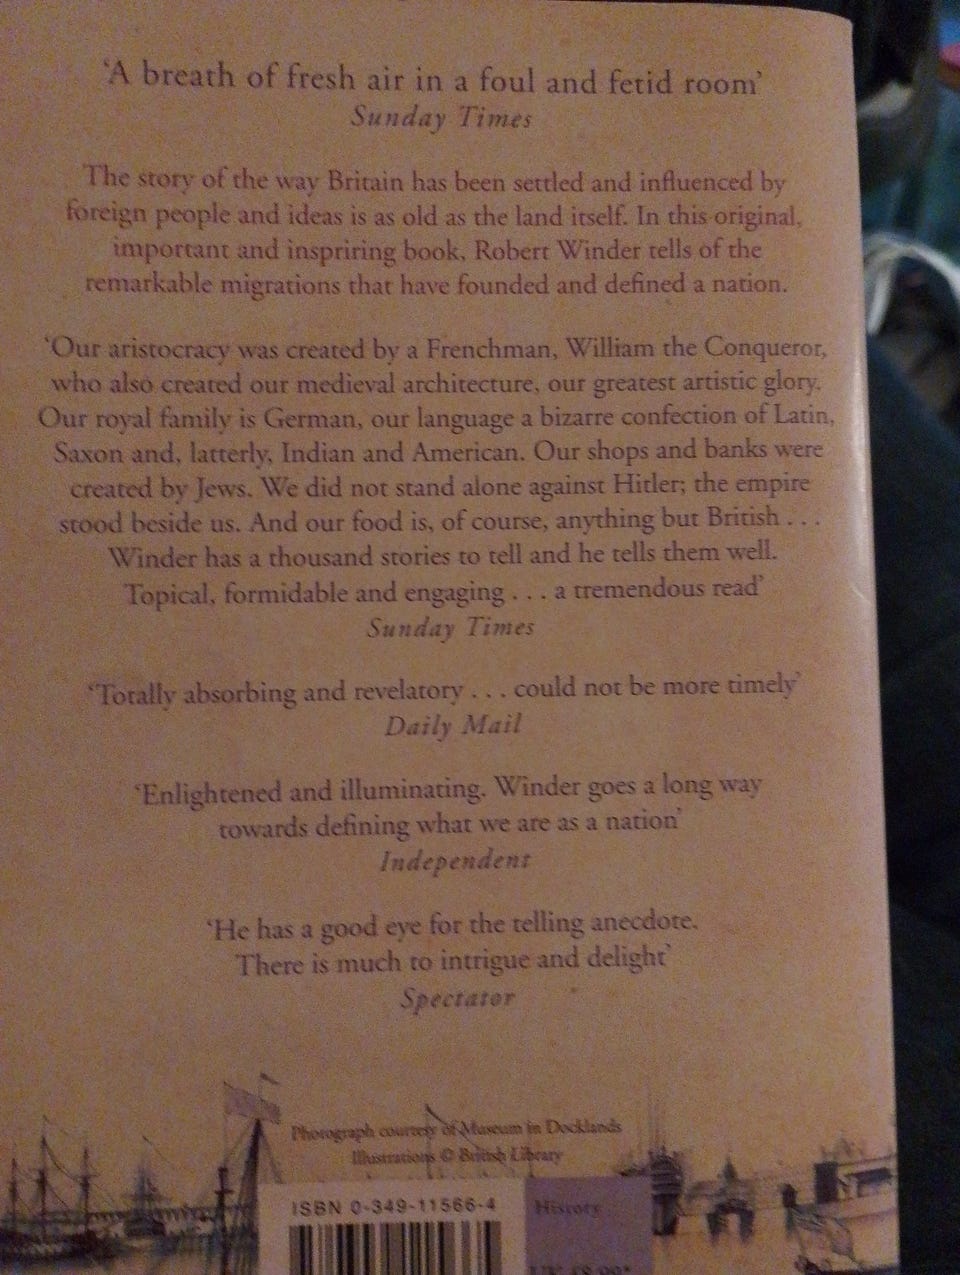 ‘A breath of fresh air in a foul and fetid room’
Sunday Times
The story of the way Britain has been settled and influenced by
foreign people and ideas is as old as the land itself. In this original,
important and inspriring book, Robert Winder tells of the
remarkable migrations that have founded and defined a nation.
‘Our aristocracy was created by a Frenchman, William the Conqueror,
who also created our medieval architecture, our greatest artistic glory.
Our royal family is German, our language a bizarre confection of Latin,
Saxon and, latterly, Indian and American. Our shops and banks were
created by Jews. We did not stand alone against Hitler; the empire
stood beside us. And our food is, of course, anything but British . . .
Winder has a thousand stories to tell and he tells them well.
Topical, formidable and engaging . . . a tremendous read’
Sunday Times
‘Totally absorbing and revelatory . . . could not be more timely’
Daily Mail
‘Enlightened and illuminating. Winder goes a long way
towards defining what we are as a nation’
Independent
‘He has a good eye for the telling anecdote.
There is much to intrigue and delight’
Spectator
Photograph courtesy of Museum in Docklands
Illustrations © British Library
ISBN 0-349-11566-4
History
UK £8.99*